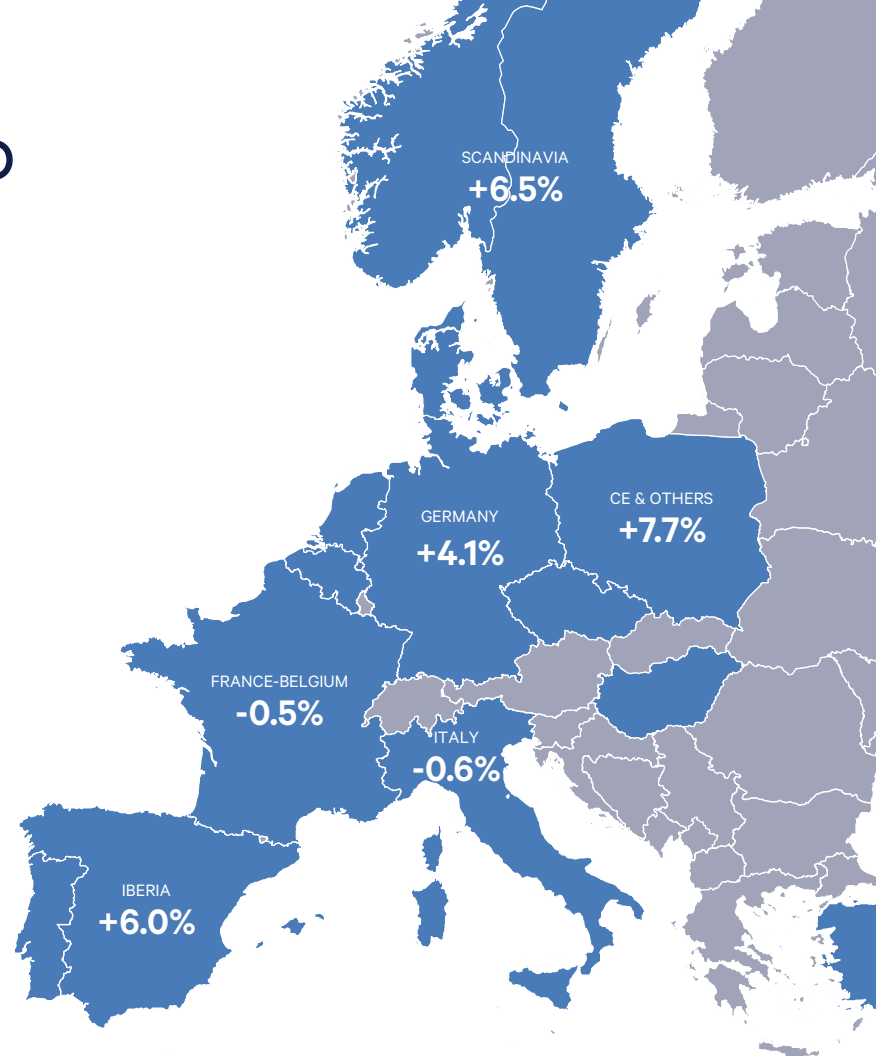 SCANDINAVIA
+6.5%
CE & OTHERS
+7.7%
GERMANY
+4.1%
FRANCE-BELGIUM
-0.5%
ITALY
-0.6%
IBERIA
+6.0%